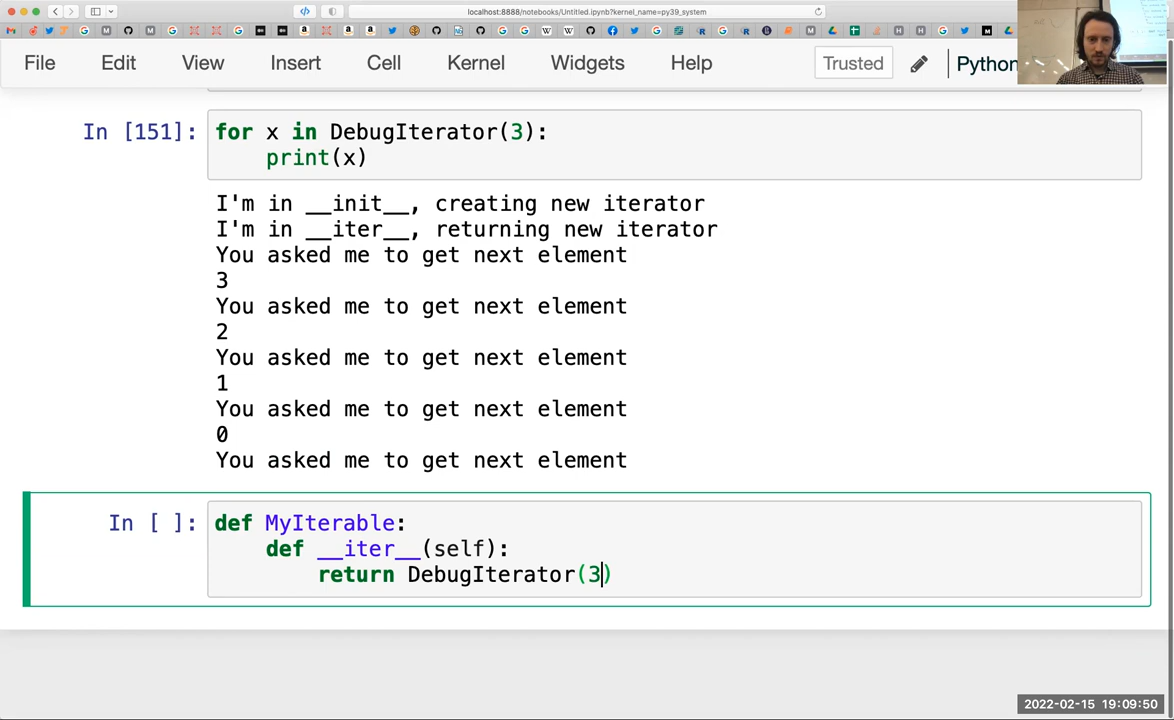 localhost:8888/notebooks/Untitled.ipynb?kernel_name=py39_system
File Edit View Insert Cell Kernel Widgets Help Trusted Python
In [151]: for x in DebugIterator(3):
print(x)
I'm in __init__, creating new iterator
I'm in __iter__, returning new iterator
You asked me to get next element
3
You asked me to get next element
2
You asked me to get next element
1
You asked me to get next element
0
You asked me to get next element
In [ ]: def MyIterable:
def __iter__(self):
return DebugIterator(3)
2022-02-15 19:09:50